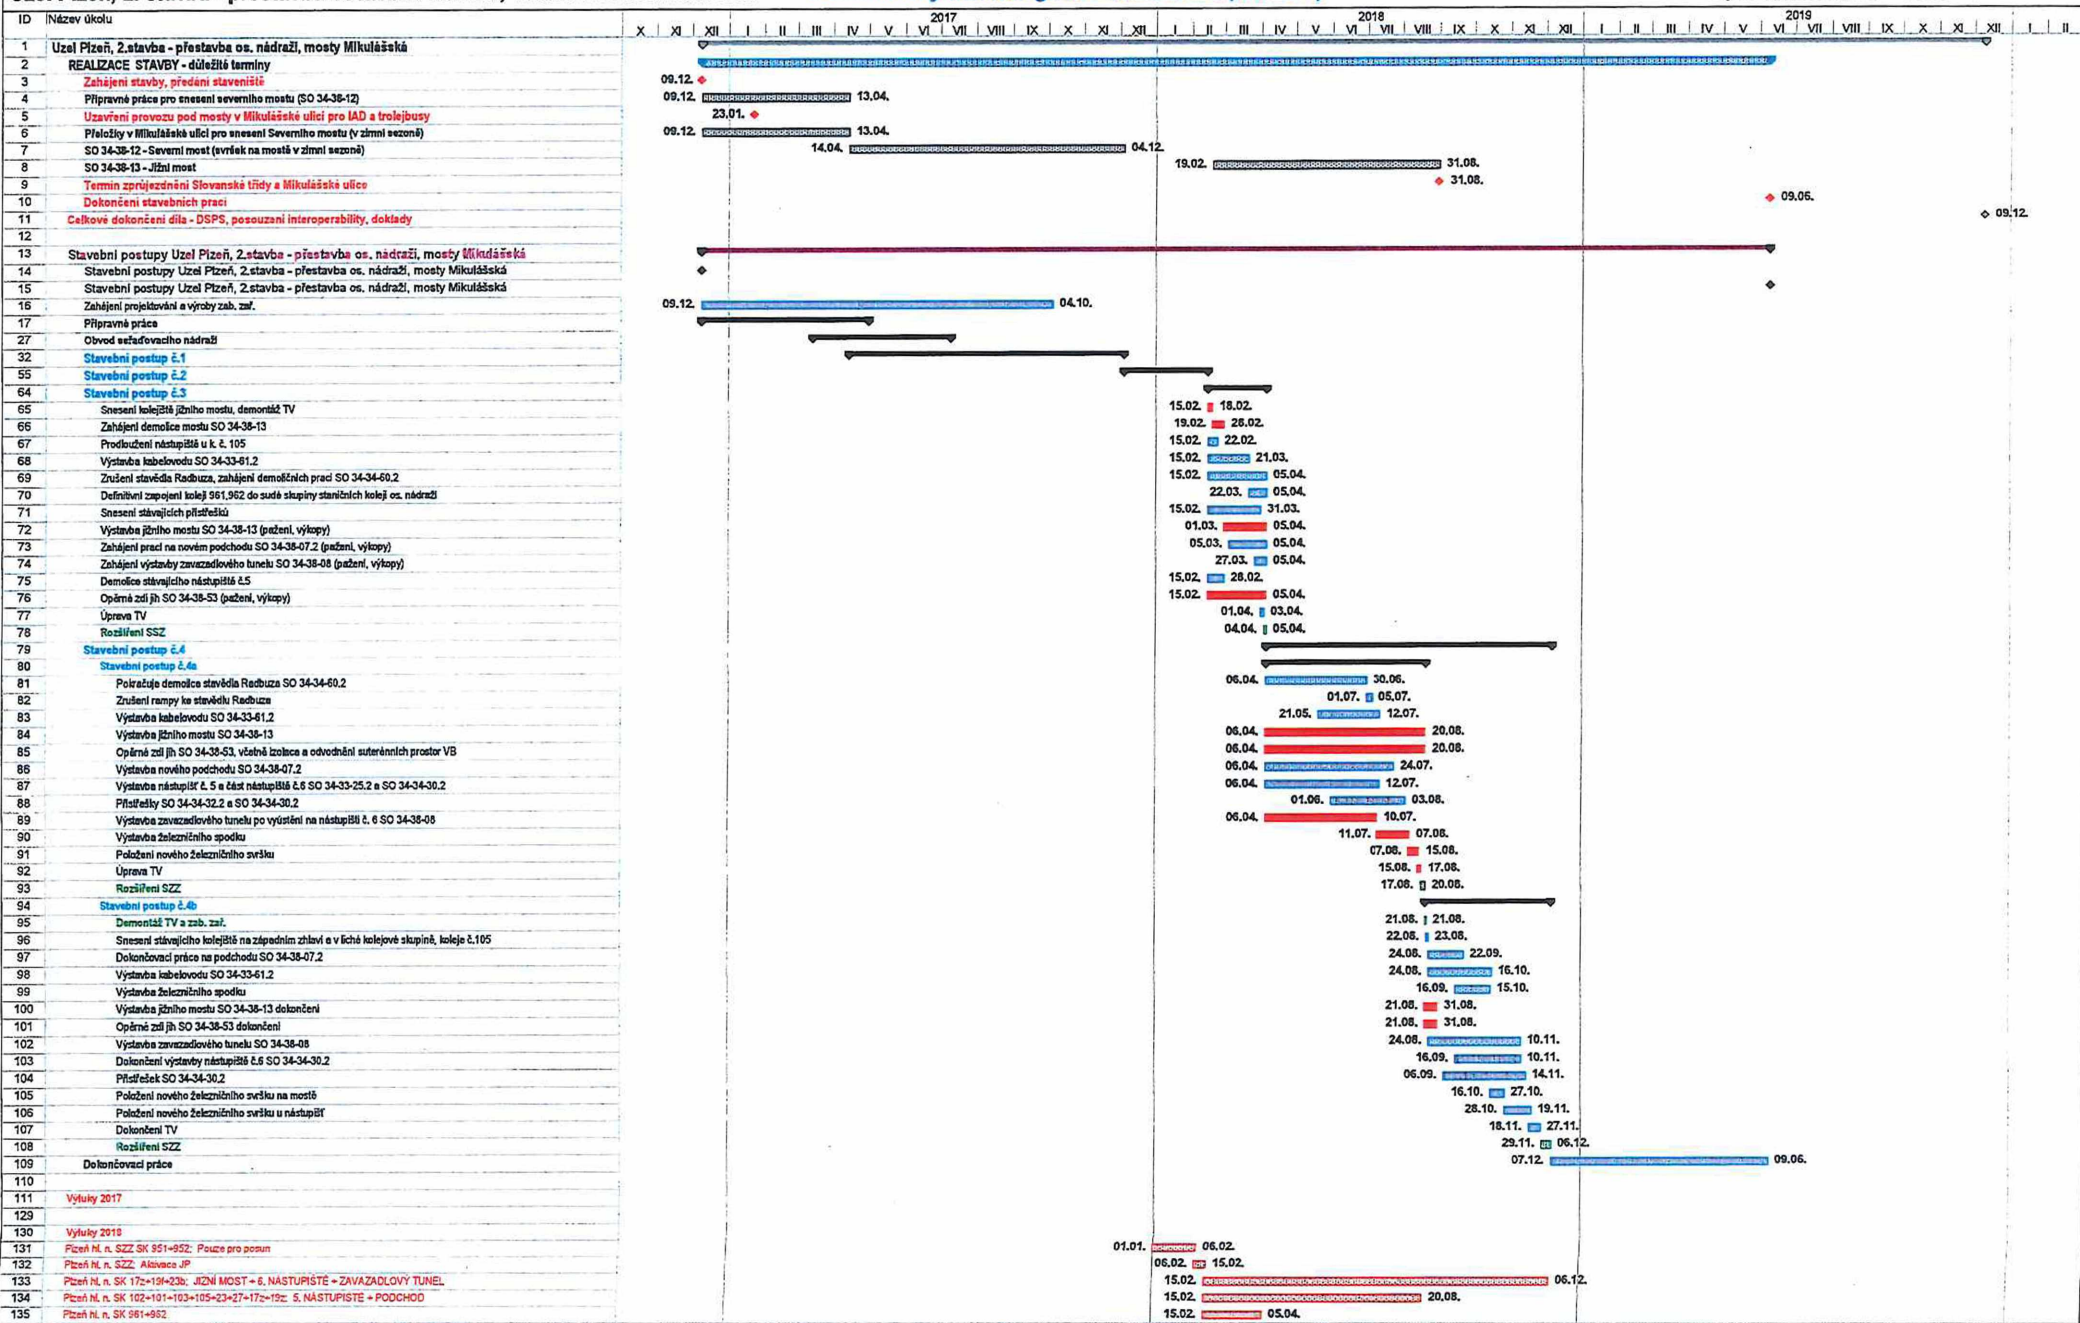 ID Název úkolu 2017 2018 2019
X XI XII I II III IV V VI VII VIII IX X XI XII I II III IV V VI VII VIII IX X XI XII I II III IV V VI VII VIII IX X XI XII I II
1 Uzel Plzeň, 2.stavba - přestavba os. nádraží, mosty Mikulášská
2 REALIZACE STAVBY - důležité termíny
3 Zahájení stavby, předání staveniště 09.12.
4 Přípravné práce pro snesení severního mostu (SO 34-38-12) 09.12. 13.04.
5 Uzavření provozu pod mosty v Mikulášské ulici pro IAD a trolejbusy 23.01.
6 Přeložky v Mikulášské ulici pro snesení Severního mostu (v zimní sezoně) 09.12. 13.04.
7 SO 34-38-12 - Severní most (svršek na mostě v zimní sezoně) 14.04. 04.12.
8 SO 34-38-13 - Jižní most 19.02. 31.08.
9 Termín zprůjezdnění Slovanské třídy a Mikulášské ulice 31.08.
10 Dokončení stavebních prací 09.06.
11 Celkové dokončení díla - DSPS, posouzaní interoperability, doklady 09.12.
12
13 Stavební postupy Uzel Plzeň, 2.stavba - přestavba os. nádraží, mosty Mikulášská
14 Stavební postupy Uzel Plzeň, 2.stavba - přestavba os. nádraží, mosty Mikulášská
15 Stavební postupy Uzel Plzeň, 2.stavba - přestavba os. nádraží, mosty Mikulášská
16 Zahájení projektování a výroby zab. zař. 09.12. 04.10.
17 Přípravné práce
27 Obvod seřaďovacího nádraží
32 Stavební postup č.1
55 Stavební postup č.2
64 Stavební postup č.3
65 Snesení kolejiště jižního mostu, demontáž TV 15.02. 18.02.
66 Zahájení demolice mostu SO 34-38-13 19.02. 28.02.
67 Prodloužení nástupiště u k. č. 105 15.02. 22.02.
68 Výstavba kabelovodu SO 34-33-61.2 15.02. 21.03.
69 Zrušení stavědla Radbuza, zahájení demoličních prací SO 34-34-60.2 15.02. 05.04.
70 Definitivní zapojení kolejí 961,962 do sudé skupiny staničních kolejí os. nádraží 22.03. 05.04.
71 Snesení stávajících přístřešků 15.02. 31.03.
72 Výstavba jižního mostu SO 34-38-13 (pažení, výkopy) 01.03. 05.04.
73 Zahájení prací na novém podchodu SO 34-38-07.2 (pažení, výkopy) 05.03. 05.04.
74 Zahájení výstavby zavazadlového tunelu SO 34-38-08 (pažení, výkopy) 27.03. 05.04.
75 Demolice stávajícího nástupiště č.5 15.02. 28.02.
76 Opěrné zdi jih SO 34-38-53 (pažení, výkopy) 15.02. 05.04.
77 Úprava TV 01.04. 03.04.
78 Rozšíření SSZ 04.04. 05.04.
79 Stavební postup č.4
80 Stavební postup č.4a
81 Pokračuje demolice stavědla Radbuza SO 34-34-60.2 06.04. 30.06.
82 Zrušení rampy ke stavědlu Radbuza 01.07. 05.07.
83 Výstavba kabelovodu SO 34-33-61.2 21.05. 12.07.
84 Výstavba jižního mostu SO 34-38-13 06.04. 20.08.
85 Opěrné zdi jih SO 34-38-53, včetně izolace a odvodnění suterénních prostor VB 06.04. 20.08.
86 Výstavba nového podchodu SO 34-38-07.2 06.04. 24.07.
87 Výstavba nástupišť č. 5 a část nástupiště č.6 SO 34-33-25.2 a SO 34-34-30.2 06.04. 12.07.
88 Přístřešky SO 34-34-32.2 a SO 34-34-30.2 01.06. 03.08.
89 Výstavba zavazadlového tunelu po vyústění na nástupišti č. 6 SO 34-38-08 06.04. 10.07.
90 Výstavba železničního spodku 11.07. 07.08.
91 Položení nového železničního svršku 07.08. 15.08.
92 Úprava TV 15.08. 17.08.
93 Rozšíření SZZ 17.08. 20.08.
94 Stavební postup č.4b
95 Demontáž TV a zab. zař. 21.08. 21.08.
96 Snesení stávajícího kolejiště na západním zhlaví a v liché kolejové skupině, koleje č.105 22.08. 23.08.
97 Dokončovací práce na podchodu SO 34-38-07.2 24.08. 22.09.
98 Výstavba kabelovodu SO 34-33-61.2 24.08. 16.10.
99 Výstavba železničního spodku 16.09. 15.10.
100 Výstavba jižního mostu SO 34-38-13 dokončení 21.08. 31.08.
101 Opěrné zdi jih SO 34-38-53 dokončení 21.08. 31.08.
102 Výstavba zavazadlového tunelu SO 34-38-08 24.08. 10.11.
103 Dokončení výstavby nástupiště č.6 SO 34-34-30.2 16.09. 10.11.
104 Přístřešek SO 34-34-30.2 06.09. 14.11.
105 Položení nového železničního svršku na mostě 16.10. 27.10.
106 Položení nového železničního svršku u nástupišť 28.10. 19.11.
107 Dokončení TV 18.11. 27.11.
108 Rozšíření SZZ 29.11. 06.12.
109 Dokončovací práce 07.12. 09.06.
110
111 Výluky 2017
129
130 Výluky 2018
131 Plzeň hl. n. SZZ SK 951+952; Pouze pro posun 01.01. 06.02.
132 Plzeň hl. n. SZZ; Aktivace JP 06.02. 15.02.
133 Plzeň hl. n. SK 17z+19f+23b; JIŽNÍ MOST + 6. NÁSTUPIŠTĚ + ZAVAZADLOVÝ TUNEL 15.02. 06.12.
134 Plzeň hl. n. SK 102+101+103+105+23+27+17z+19z; 5. NÁSTUPIŠTĚ + PODCHOD 15.02. 20.08.
135 Plzeň hl. n. SK 961+962 15.02. 05.04.